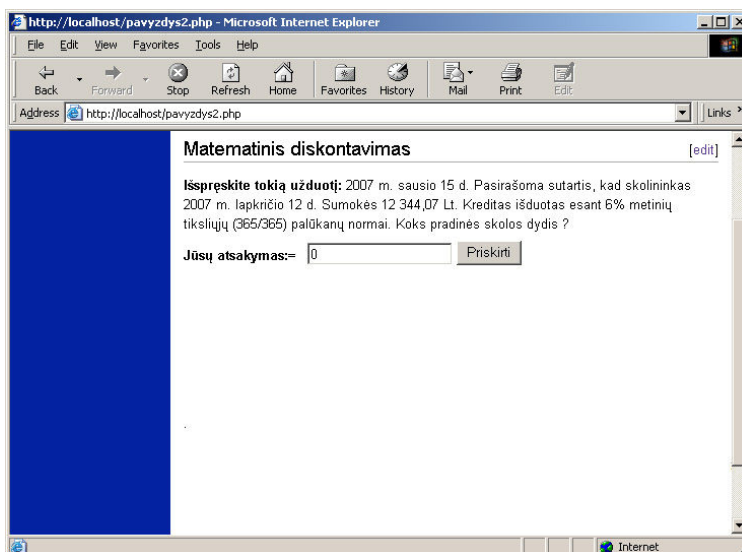 http://localhost/pavyzdys2.php - Microsoft Internet Explorer
File Edit View Favorites Tools Help
Back Forward Stop Refresh Home Favorites History Mail Print Edit
Address http://localhost/pavyzdys2.php Links
Matematinis diskontavimas [edit]
Išspręskite tokią užduotį: 2007 m. sausio 15 d. Pasirašoma sutartis, kad skolininkas
2007 m. lapkričio 12 d. Sumokės 12 344,07 Lt. Kreditas išduotas esant 6% metinių
tiksliųjų (365/365) palūkanų normai. Koks pradinės skolos dydis ?
Jūsų atsakymas:= 0 Priskirti
.
Internet